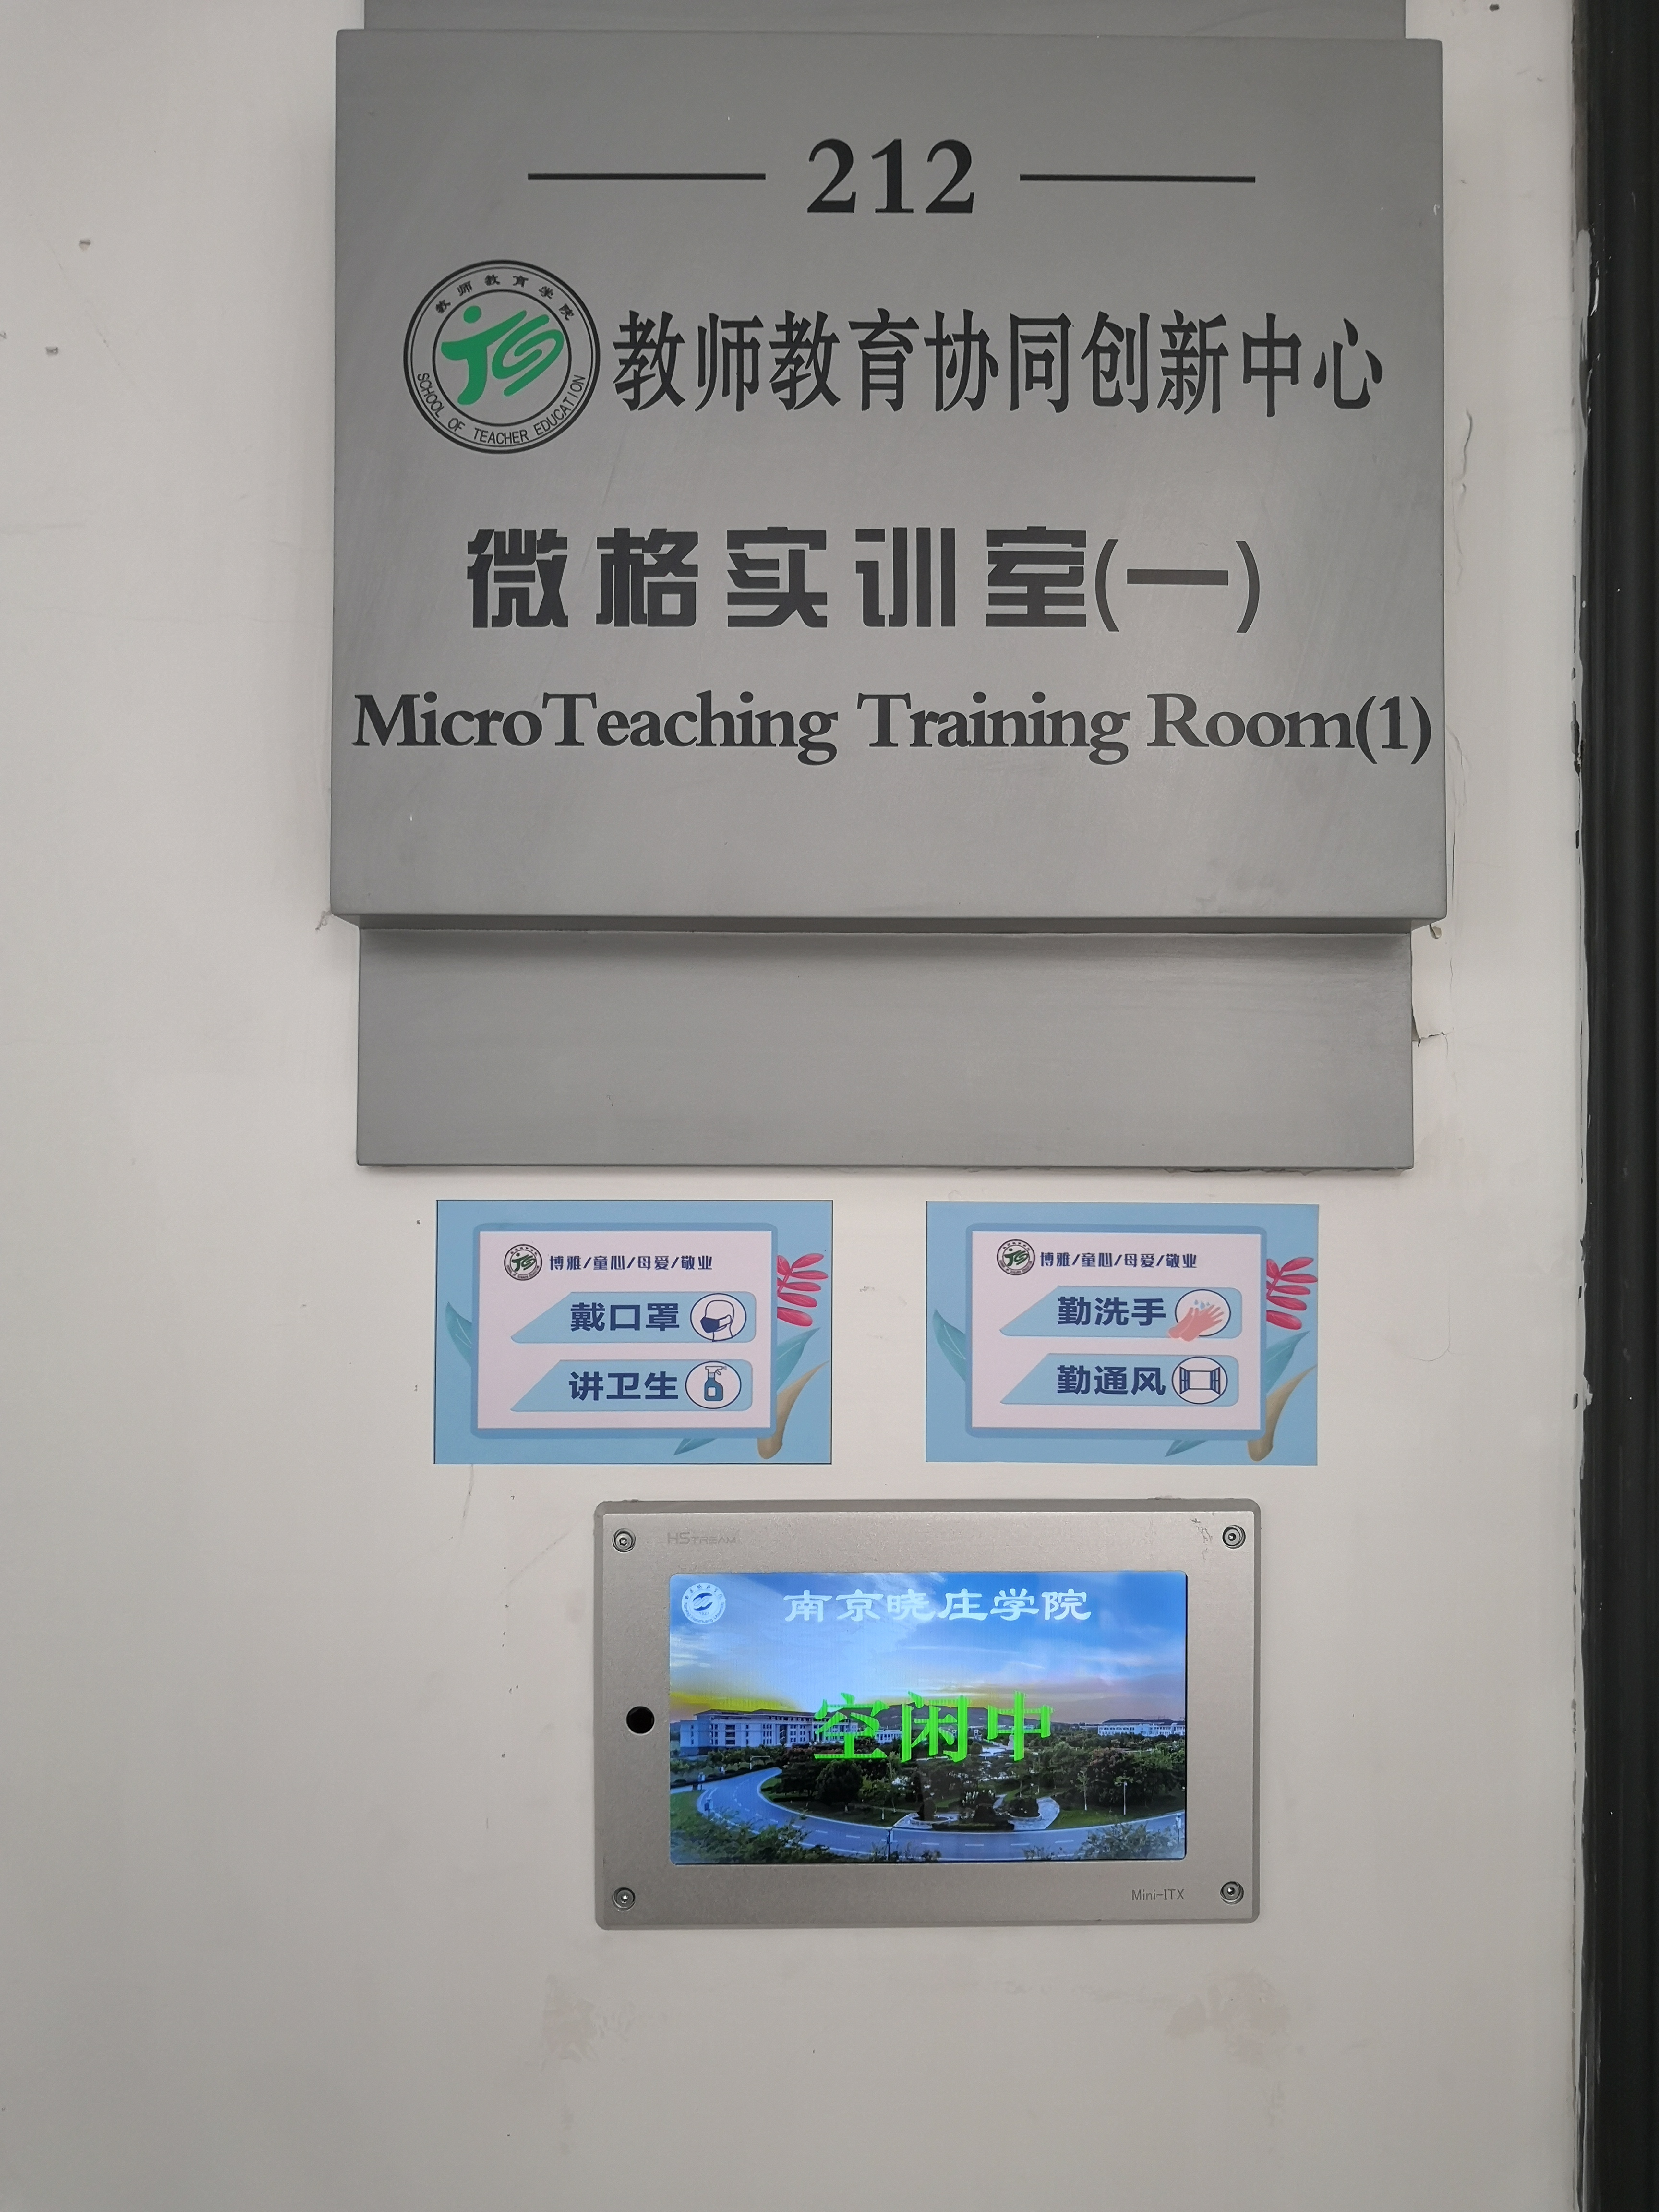 212
教师教育学院
SCHOOL OF TEACHER EDUCATION
教师教育协同创新中心
微格实训室(一)
MicroTeaching Training Room(1)
博雅/童心/母爱/敬业
戴口罩
讲卫生
博雅/童心/母爱/敬业
勤洗手
勤通风
HSTREAM
南京晓庄学院
空闲中
Mini-ITX